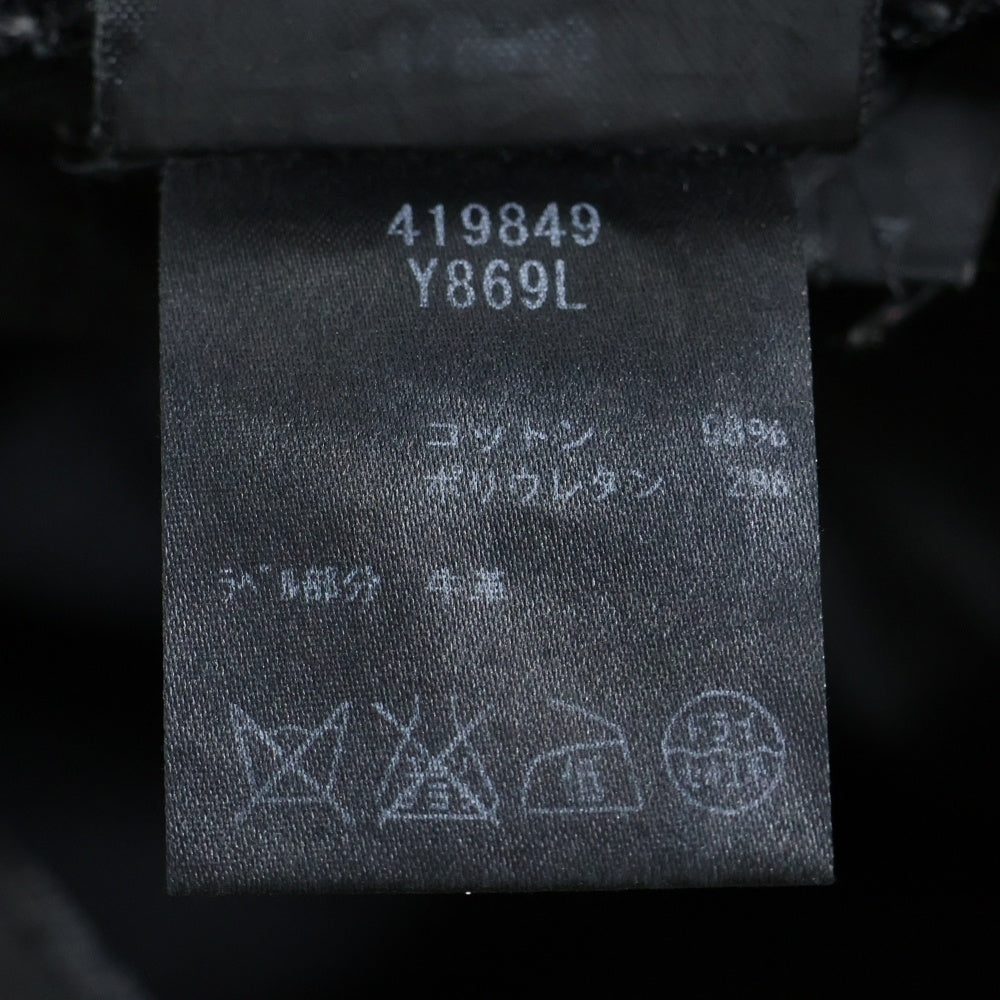 419849
Y869L
コットン 98%
ポリウレタン 2%
ラベル部分 牛革
低